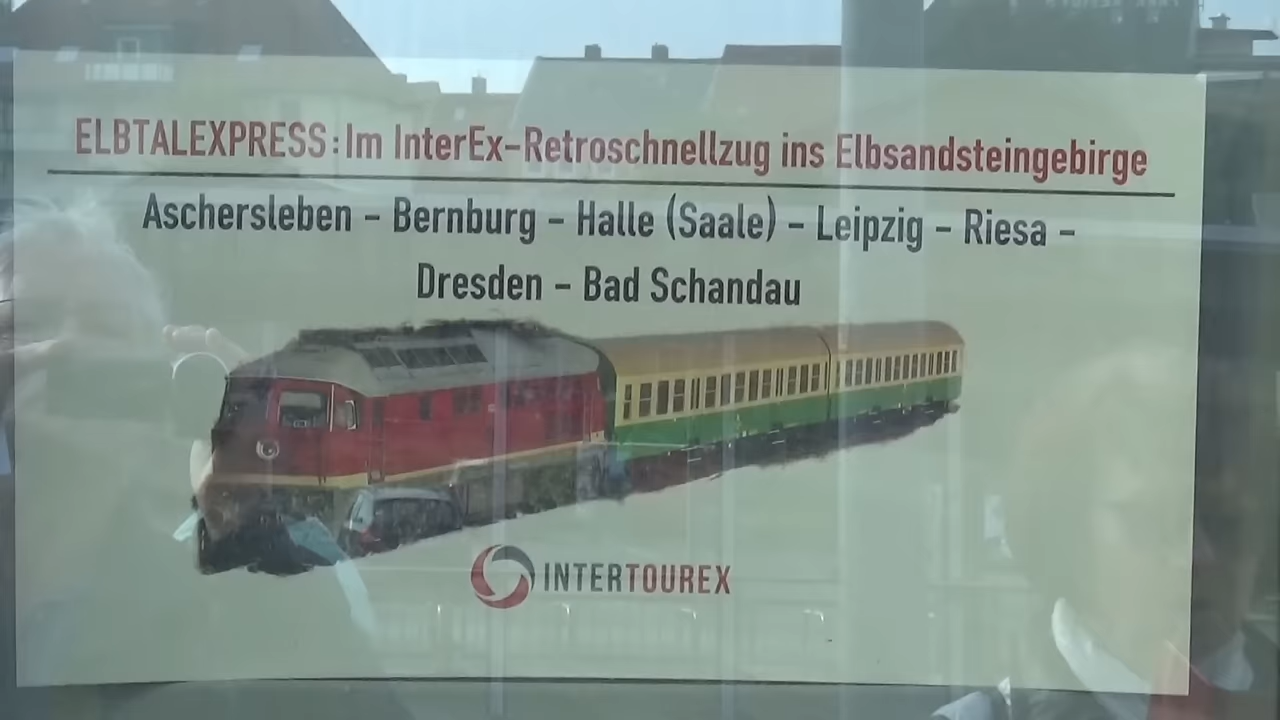 ELBTALEXPRESS: Im InterEx-Retroschnellzug ins Elbsandsteingebirge
Aschersleben - Bernburg - Halle (Saale) - Leipzig - Riesa -
Dresden - Bad Schandau
INTERTOUREX